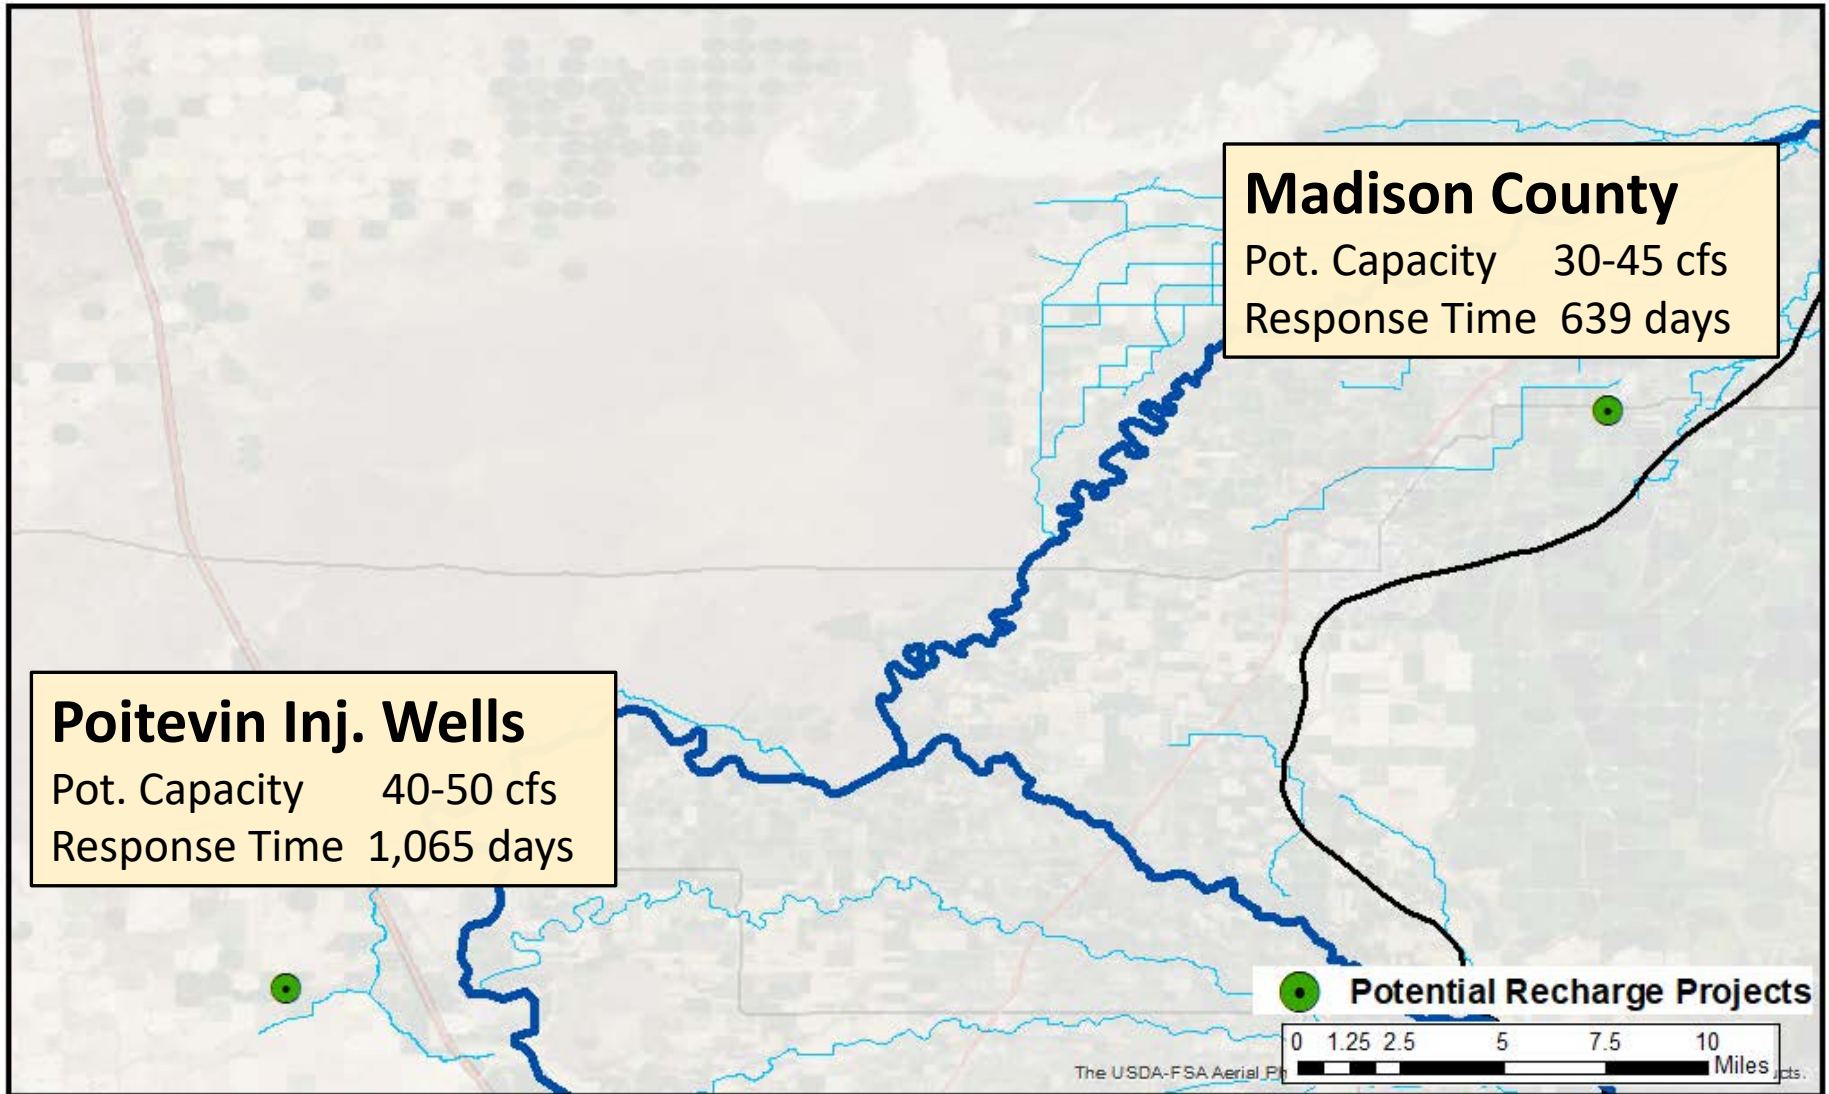 Madison County
Pot. Capacity 30-45 cfs
Response Time 639 days
Poitevin Inj. Wells
Pot. Capacity 40-50 cfs
Response Time 1,065 days
Potential Recharge Projects
0 1.25 2.5 5 7.5 10
Miles
The USDA-FSA Aerial